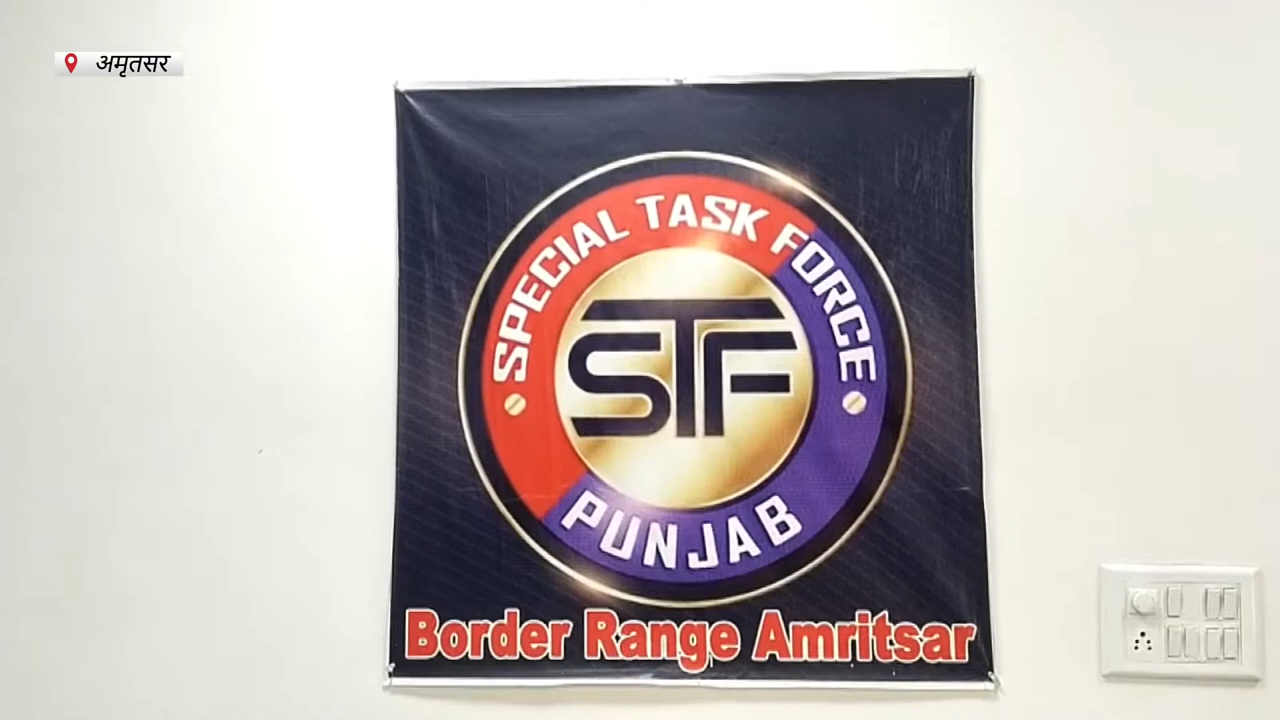 अमृतसर
SPECIAL TASK FORCE
STF
PUNJAB
Border Range Amritsar